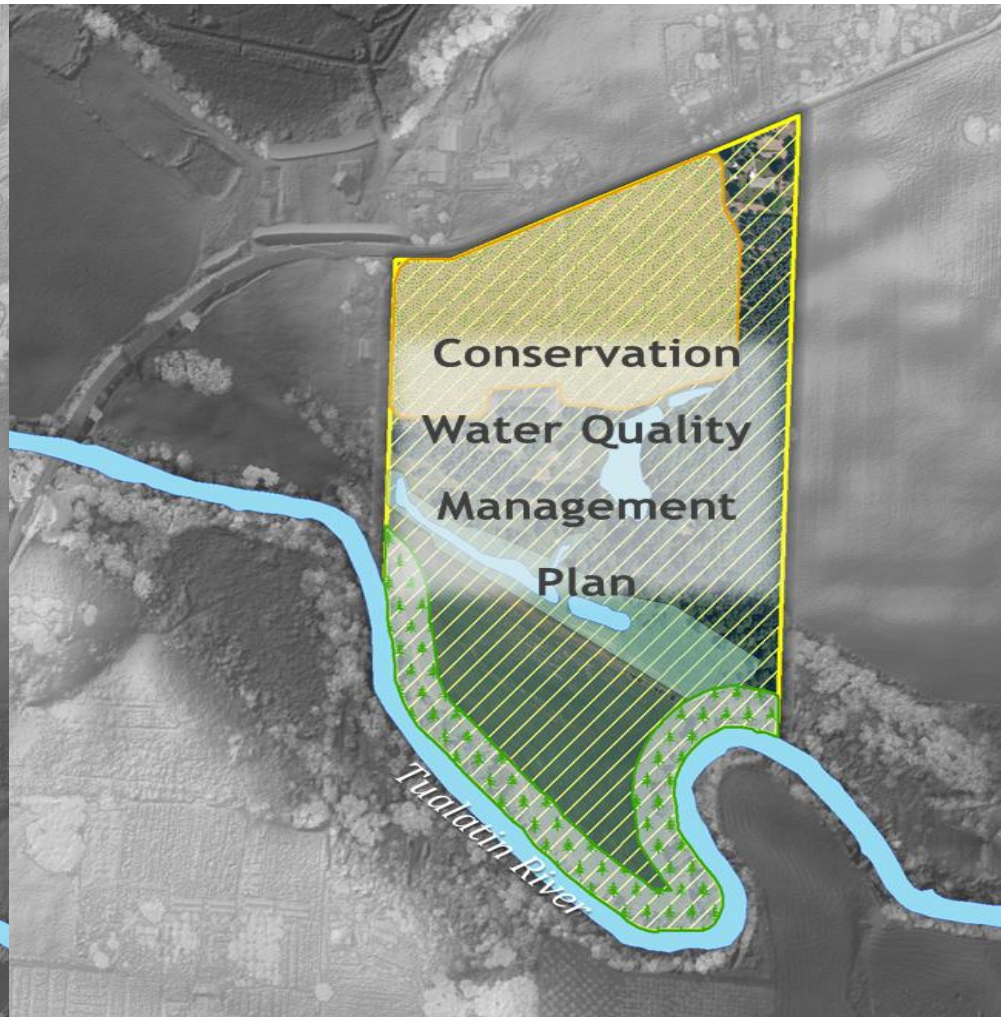 Conservation
Water Quality
Management
Plan
Tualatin River